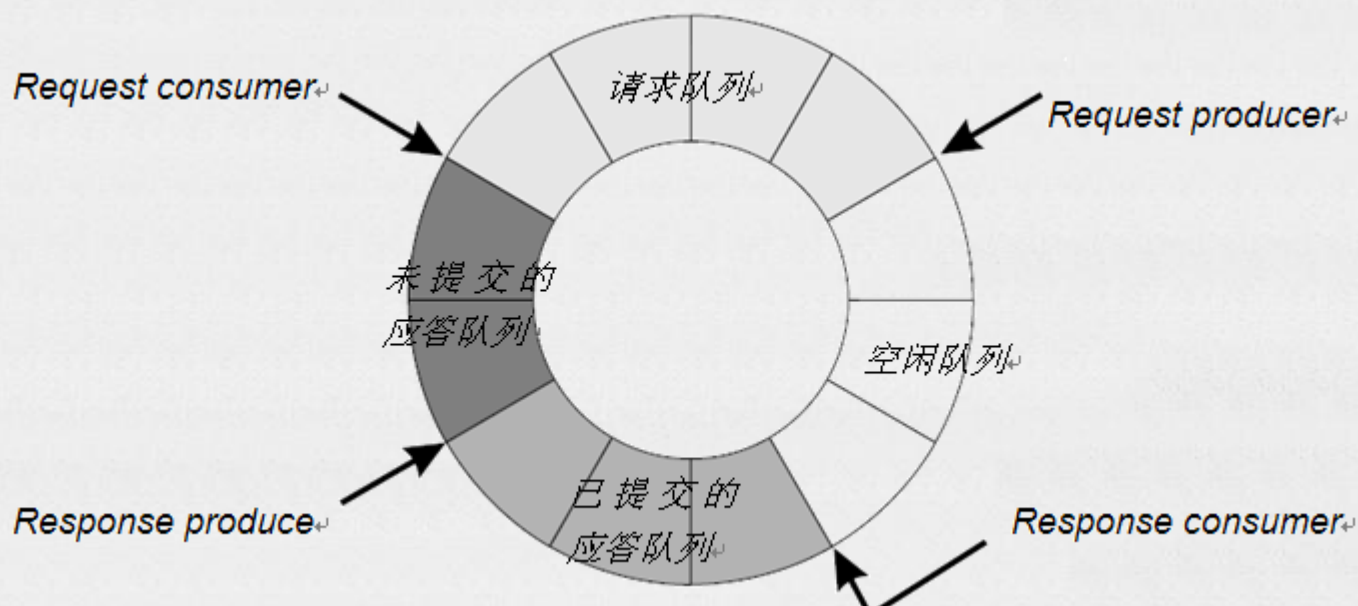 Request consumer
请求队列
Request producer
未提交的
应答队列
空闲队列
Response produce
已提交的
应答队列
Response consumer